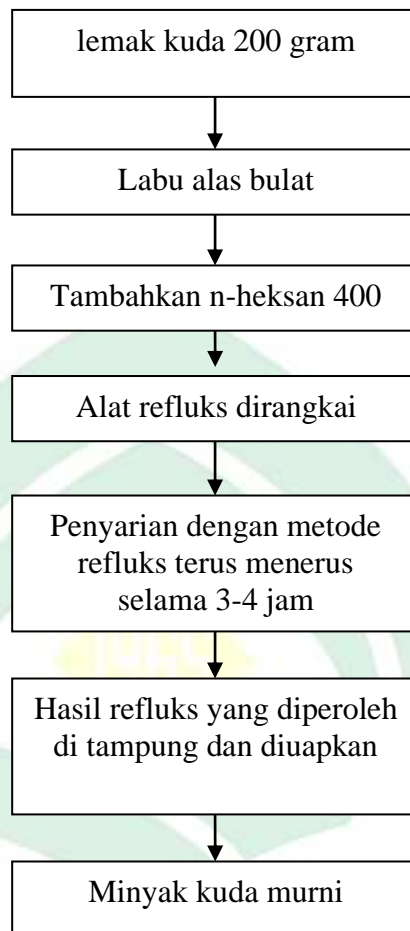 lemak kuda 200 gram
Labu alas bulat
Tambahkan n-heksan 400
Alat refluks dirangkai
Penyarian dengan metode
refluks terus menerus
selama 3-4 jam
Hasil refluks yang diperoleh
di tampung dan diuapkan
Minyak kuda murni